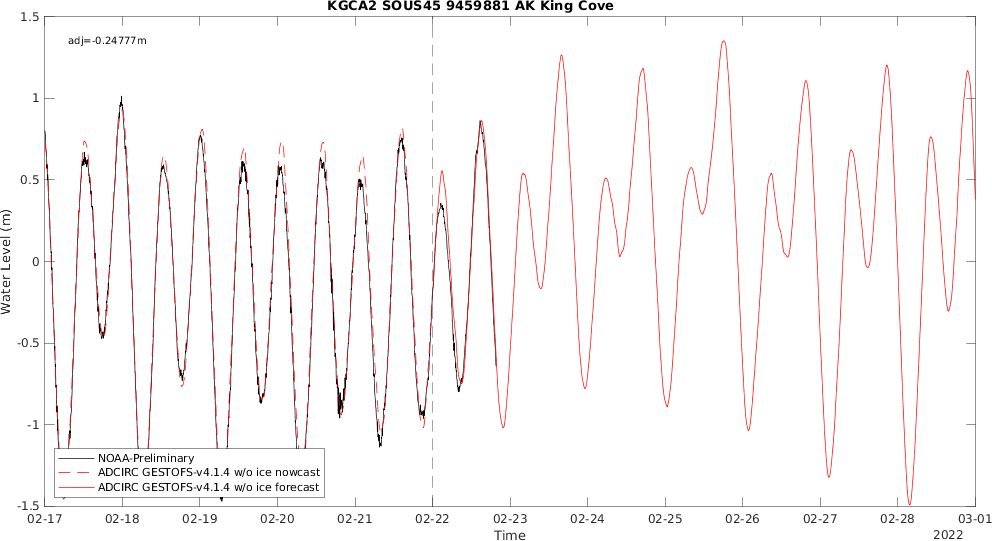 KGCA2 SOUS45 9459881 AK King Cove
adj=-0.24777m
1.5
1
0.5
0
-0.5
-1
-1.5
Water Level (m)
NOAA-Preliminary
ADCIRC GESTOFS-v4.1.4 w/o ice nowcast
ADCIRC GESTOFS-v4.1.4 w/o ice forecast
02-17 02-18 02-19 02-20 02-21 02-22 02-23 02-24 02-25 02-26 02-27 02-28 03-01
Time
2022